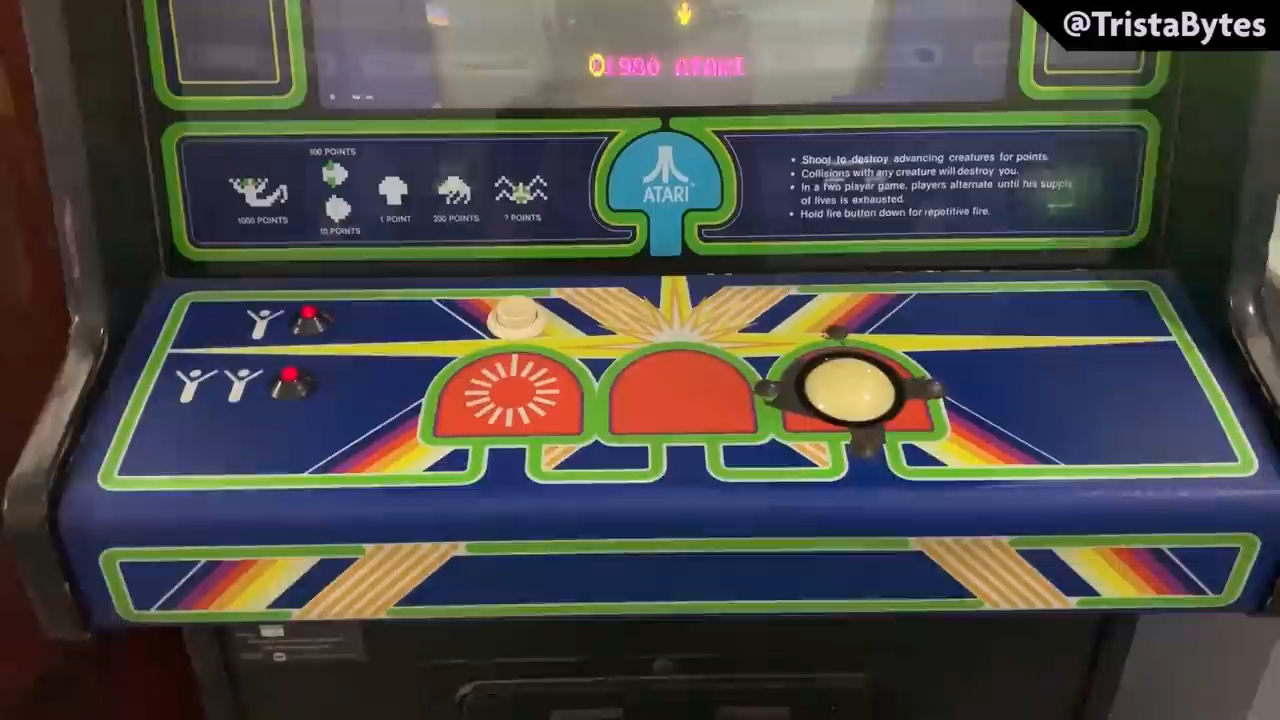 @TristaBytes
©1980 ATARI
100 POINTS
1000 POINTS
10 POINTS
1 POINT
200 POINTS
? POINTS
ATARI
• Shoot to destroy advancing creatures for points.
• Collisions with any creature will destroy you.
• In a two player game, players alternate until his supply
of lives is exhausted.
• Hold fire button down for repetitive fire.